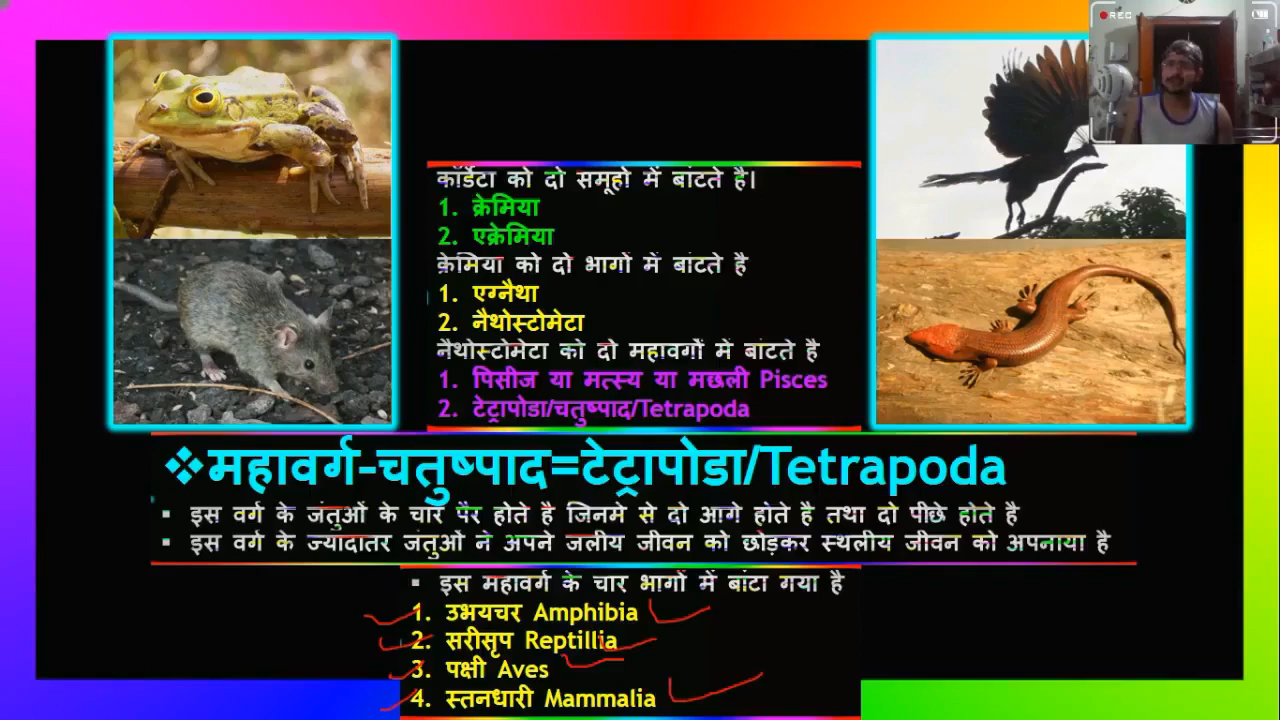 REC
कॉर्डेटा को दो समूहो में बांटते है।
1. क्रेमिया
2. एक्रेमिया
क्रेमिया को दो भागों में बांटते है
1. एग्नैथा
2. नैथोस्टोमेटा
नैथोस्टोमेटा को दो महावर्गो में बांटते है
1. पिसीज या मत्स्य या मछली Pisces
2. टेट्रापोडा/चतुष्पाद/Tetrapoda
❖महावर्ग-चतुष्पाद=टेट्रापोडा/Tetrapoda
▪ इस वर्ग के जंतुओं के चार पैर होते है जिनमे से दो आगे होते है तथा दो पीछे होते है
▪ इस वर्ग के ज्यादातर जंतुओं ने अपने जलीय जीवन को छोड़कर स्थलीय जीवन को अपनाया है
▪ इस महावर्ग के चार भागों में बांटा गया है
1. उभयचर Amphibia
2. सरीसृप Reptillia
3. पक्षी Aves
4. स्तनधारी Mammalia